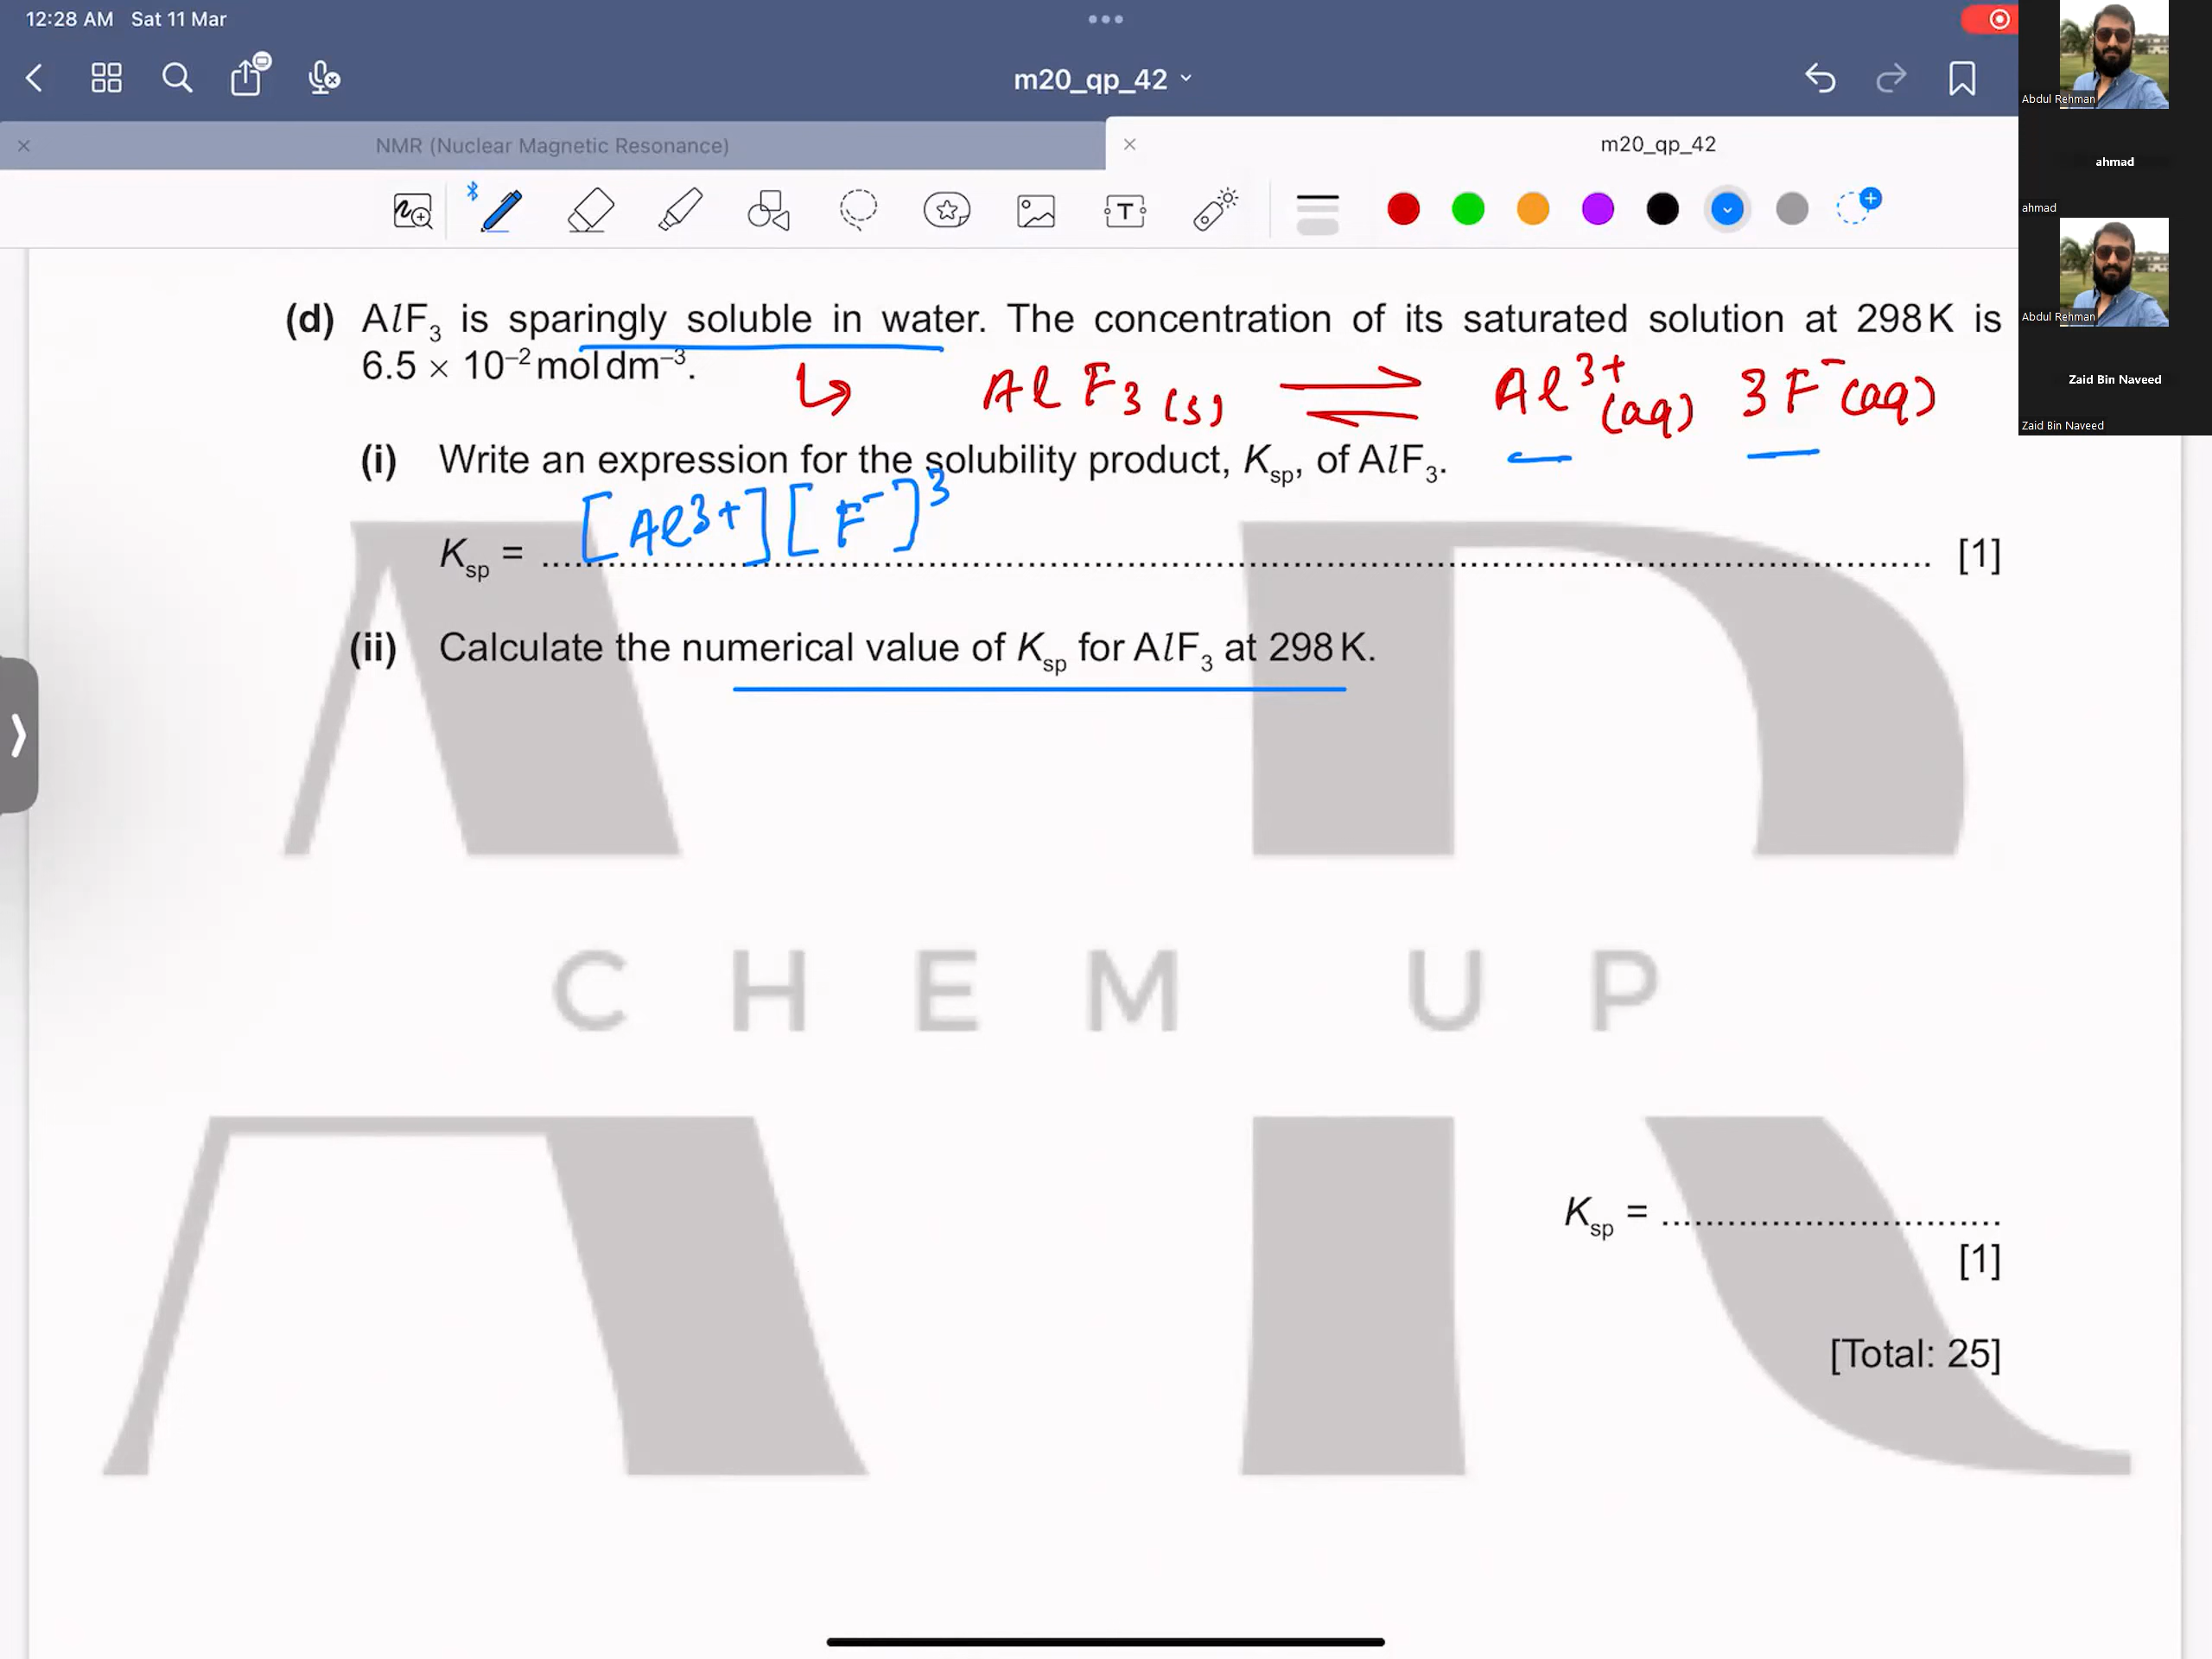 12:28 AM Sat 11 Mar
m20_qp_42
NMR (Nuclear Magnetic Resonance)
m20_qp_42
T
Abdul Rehman
ahmad
ahmad
Abdul Rehman
Zaid Bin Naveed
Zaid Bin Naveed
(d) AlF₃ is sparingly soluble in water. The concentration of its saturated solution at 298 K is
6.5 × 10⁻² mol dm⁻³.
↳ AlF₃(s) ⇌ Al³⁺(aq) 3F⁻(aq)
(i) Write an expression for the solubility product, Kₛₚ, of AlF₃.
Kₛₚ = [Al³⁺][F⁻]³ [1]
(ii) Calculate the numerical value of Kₛₚ for AlF₃ at 298 K.
CHEM UP
Kₛₚ = ..............................
[1]
[Total: 25]